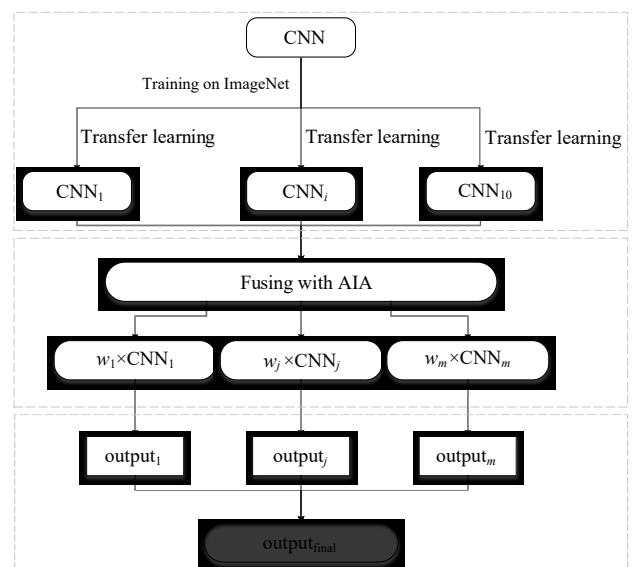 CNN
Training on ImageNet
Transfer learning Transfer learning Transfer learning
CNN₁ CNNᵢ CNN₁₀
Fusing with AIA
w₁×CNN₁ wⱼ×CNNⱼ wₘ×CNNₘ
output₁ outputⱼ outputₘ
output_final